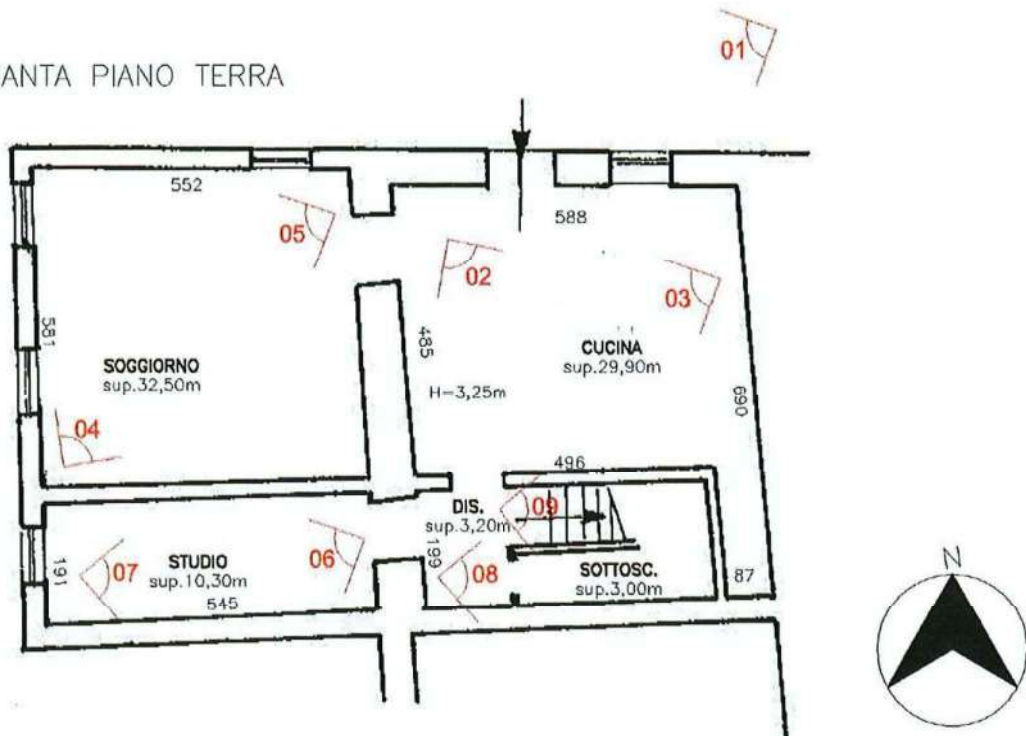 ANTA PIANO TERRA
01
552
588
05
02
03
581
485
SOGGIORNO
sup.32,50m
CUCINA
sup.29,90m
H=3,25m
690
04
496
DIS.
sup.3,20m
09
STUDIO
sup.10,30m
06
07
191
199
08
SOTTOSC.
sup.3,00m
87
545
N